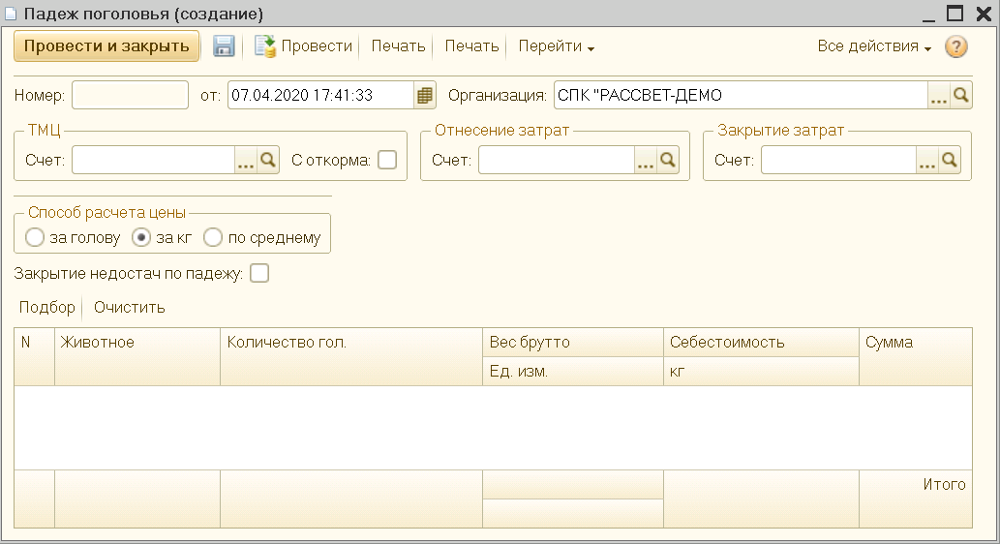 Падеж поголовья (создание)
Провести и закрыть Провести Печать Печать Перейти Все действия ?
Номер: от: 07.04.2020 17:41:33 Организация: СПК "РАССВЕТ-ДЕМО ...
ТМЦ Отнесение затрат Закрытие затрат
Счет: ... С откорма: Счет: ... Счет: ...
Способ расчета цены
за голову за кг по среднему
Закрытие недостач по падежу:
Подбор Очистить
N Животное Количество гол. Вес брутто Себестоимость Сумма
Ед. изм. кг
Итого